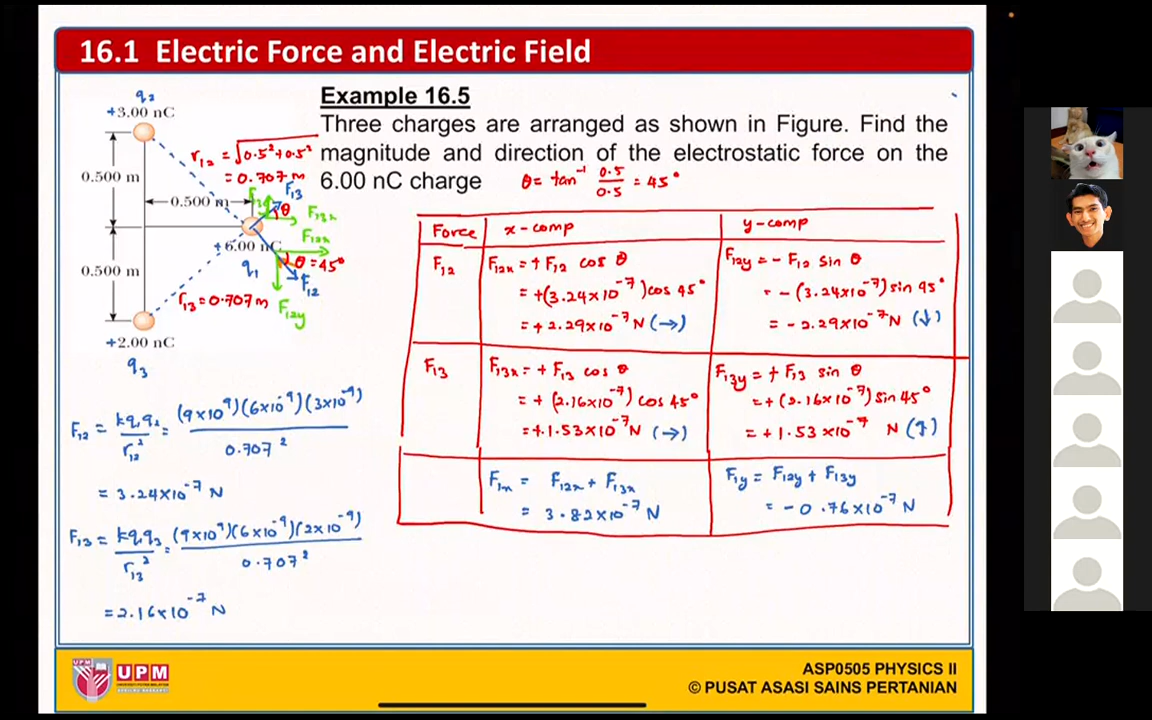 16.1 Electric Force and Electric Field
Example 16.5
Three charges are arranged as shown in Figure. Find the
magnitude and direction of the electrostatic force on the
6.00 nC charge
θ = tan⁻¹ 0.5/0.5 = 45°
q₂
+3.00 nC
r₁₂ = √0.5²+0.5²
= 0.707 m
0.500 m
0.500 m
F₁₃
θ
F₁₃ₓ
F₁₂ₓ
+6.00 nC
q₁
θ = 45°
F₁₂
F₁₂y
0.500 m
r₁₃ = 0.707 m
+2.00 nC
q₃
F₁₂ = kq₁q₂/r₁₂² = (9×10⁹)(6×10⁻⁹)(3×10⁻⁹)/0.707²
= 3.24×10⁻⁷ N
F₁₃ = kq₁q₃/r₁₃² = (9×10⁹)(6×10⁻⁹)(2×10⁻⁹)/0.707²
= 2.16×10⁻⁷ N
Force x-comp y-comp
F₁₂ F₁₂ₓ = + F₁₂ cos θ F₁₂y = - F₁₂ sin θ
= +(3.24×10⁻⁷) cos 45° = -(3.24×10⁻⁷) sin 45°
= +2.29×10⁻⁷ N (→) = -2.29×10⁻⁷ N (↓)
F₁₃ F₁₃ₓ = + F₁₃ cos θ F₁₃y = + F₁₃ sin θ
= + (2.16×10⁻⁷) cos 45° = + (2.16×10⁻⁷) sin 45°
= +1.53×10⁻⁷ N (→) = +1.53×10⁻⁷ N (↑)
F₁ₓ = F₁₂ₓ + F₁₃ₓ F₁y = F₁₂y + F₁₃y
= 3.82×10⁻⁷ N = -0.76×10⁻⁷ N
UPM
UPM
ASP0505 PHYSICS II
© PUSAT ASASI SAINS PERTANIAN